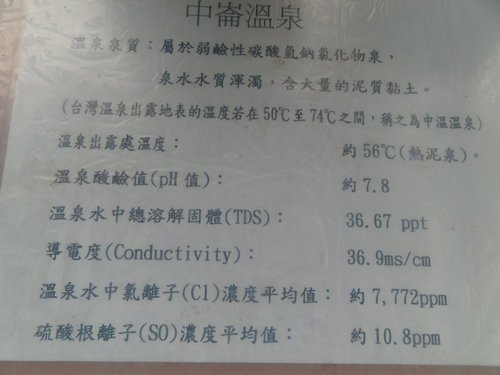 中崙溫泉
溫泉泉質：屬於弱鹼性碳酸氫鈉氯化物泉，
泉水水質渾濁，含大量的泥質黏土。
(台灣溫泉出露地表的溫度若在50℃至74℃之間，稱之為中溫溫泉)
溫泉出露處溫度： 約56℃(熱泥泉)。
溫泉酸鹼值(pH值)： 約7.8
溫泉水中總溶解固體(TDS)： 36.67 ppt
導電度(Conductivity)： 36.9ms/cm
溫泉水中氯離子(Cl)濃度平均值： 約7,772ppm
硫酸根離子(SO)濃度平均值： 約10.8ppm